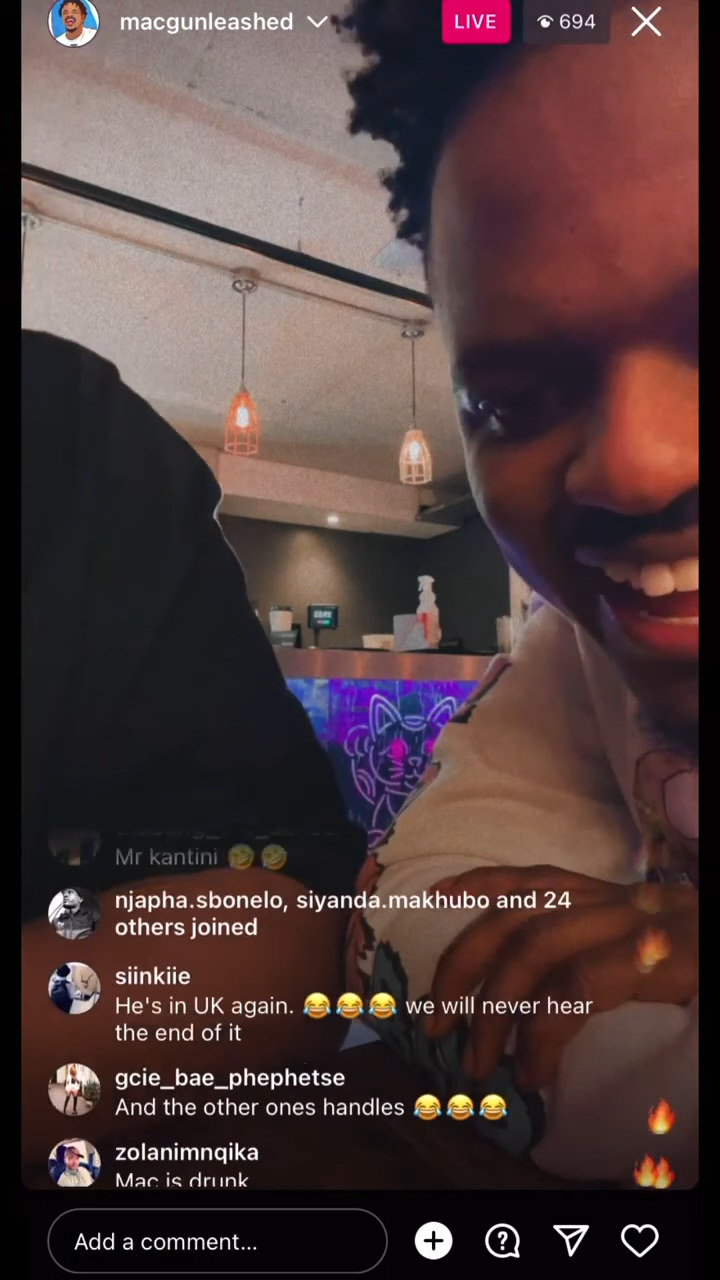 macgunleashed
LIVE
694
Mr kantini 🤣🤣
njapha.sbonelo, siyanda.makhubo and 24
others joined
siinkiie
He's in UK again. 😂😂😂 we will never hear
the end of it
gcie_bae_phephetse
And the other ones handles 😂😂😂
zolanimnqika
Mac is drunk
Add a comment...